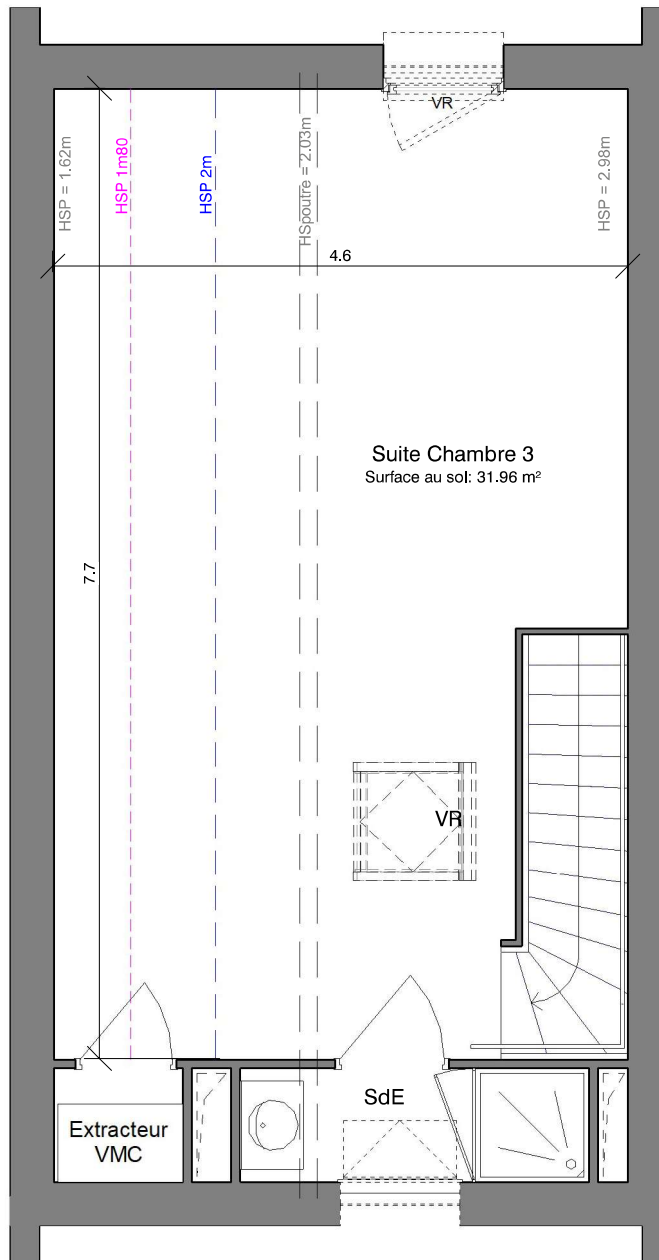 VR
HSP = 1.62m
HSP 1m80
HSP 2m
HSpoutre = 2.03m
HSP = 2.98m
4.6
Suite Chambre 3
Surface au sol: 31.96 m²
7.7
VR
SdE
Extracteur
VMC